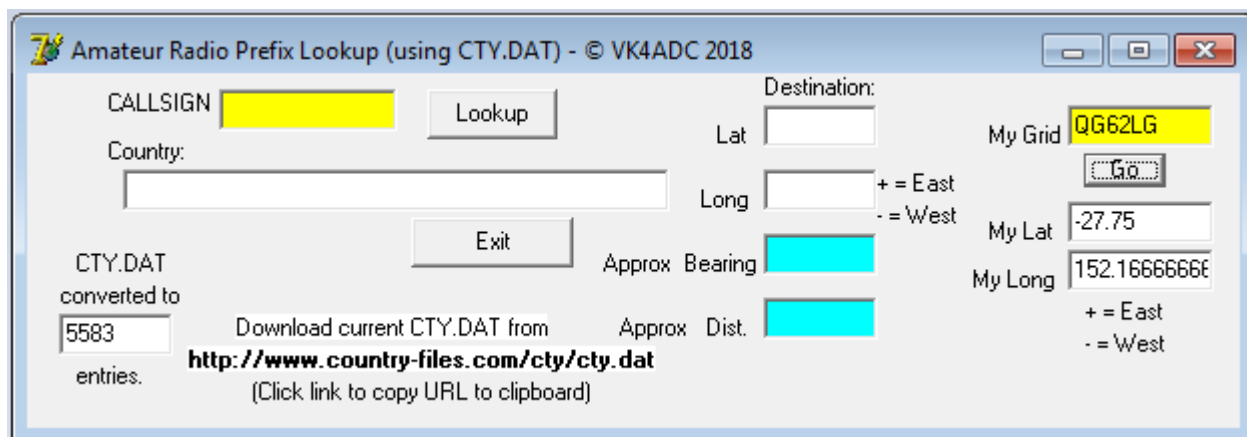 Amateur Radio Prefix Lookup (using CTY.DAT) - © VK4ADC 2018
CALLSIGN
Lookup
Country:
Exit
CTY.DAT
converted to
5583
entries.
Download current CTY.DAT from
http://www.country-files.com/cty/cty.dat
(Click link to copy URL to clipboard)
Destination:
Lat
Long
+ = East
- = West
Approx Bearing
Approx Dist.
My Grid QG62LG
Go
My Lat -27.75
My Long 152.16666666
+ = East
- = West